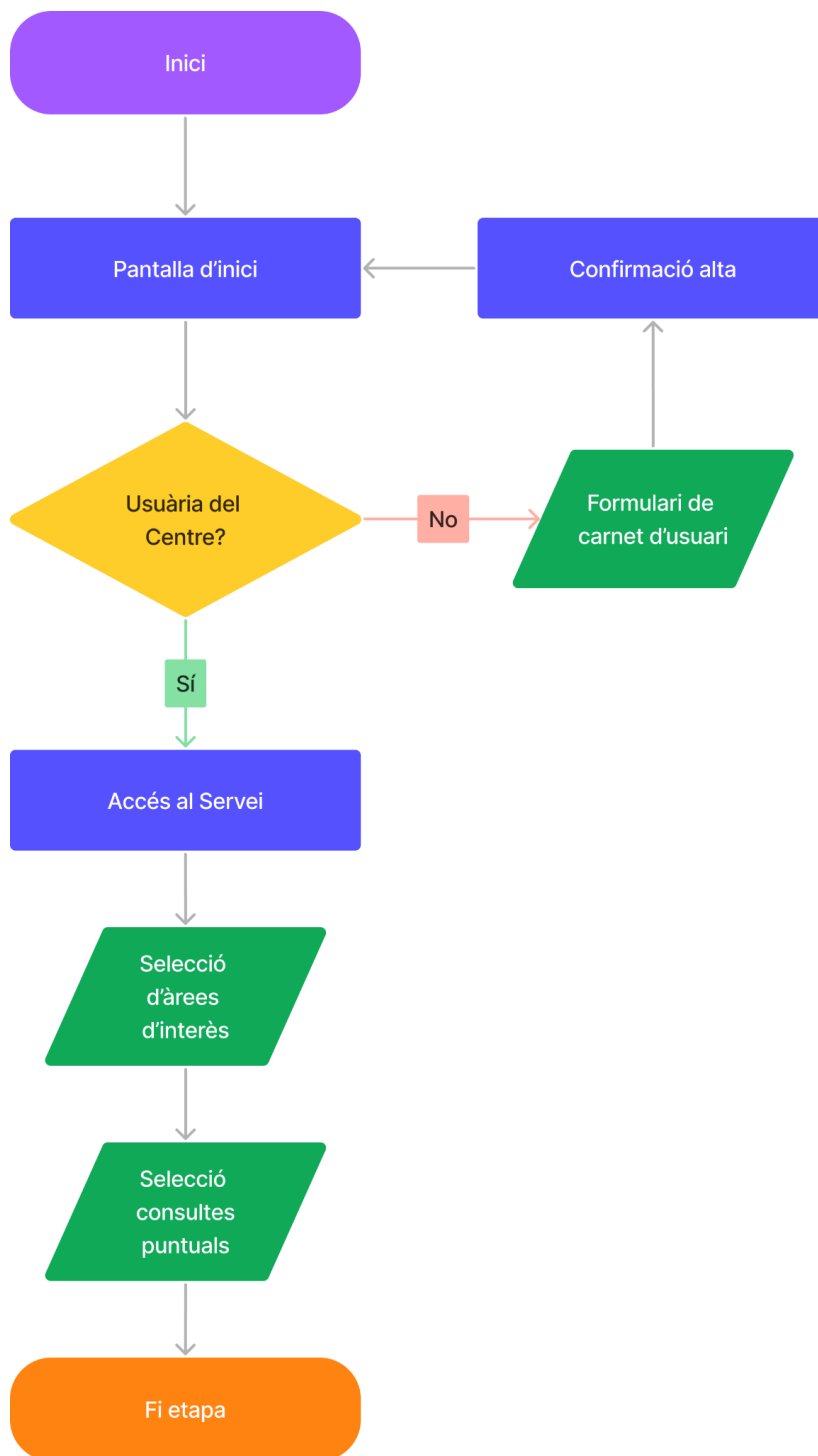 Inici
Pantalla d’inici
Confirmació alta
Usuària del
Centre?
No
Formulari de
carnet d’usuari
Sí
Accés al Servei
Selecció
d’àrees
d’interès
Selecció
consultes
puntuals
Fi etapa